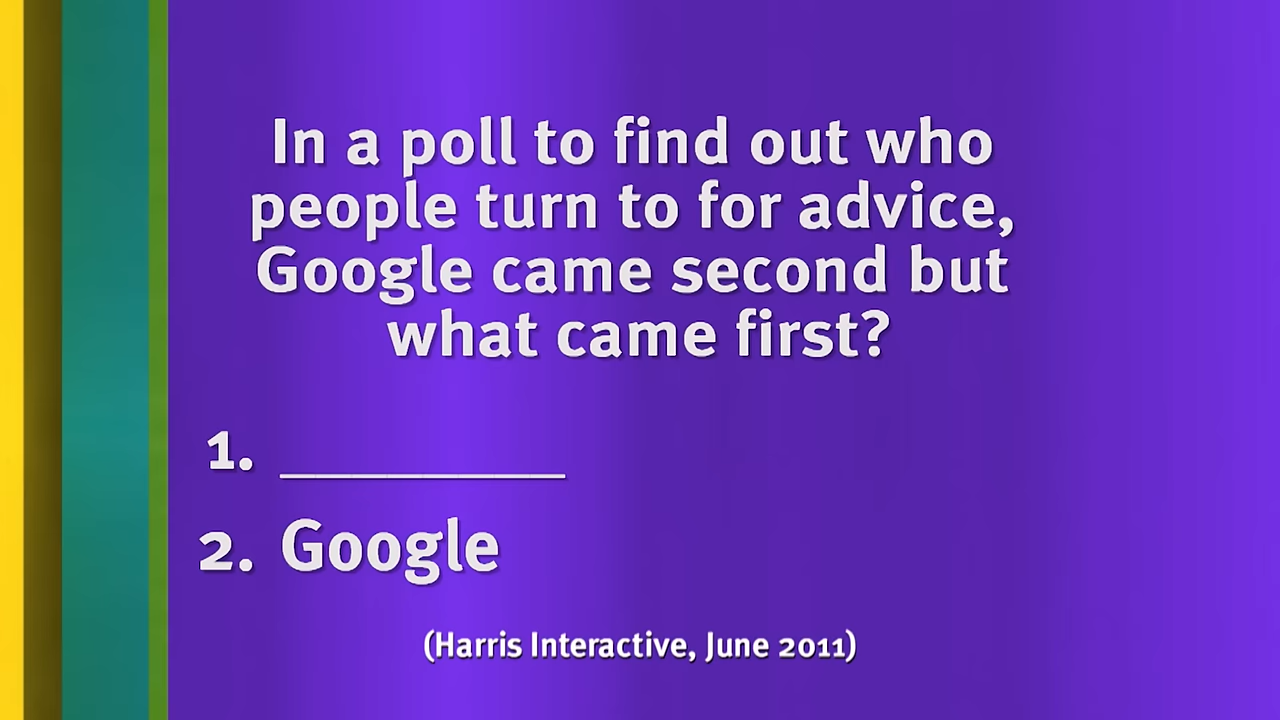 In a poll to find out who
people turn to for advice,
Google came second but
what came first?
1. ________
2. Google
(Harris Interactive, June 2011)